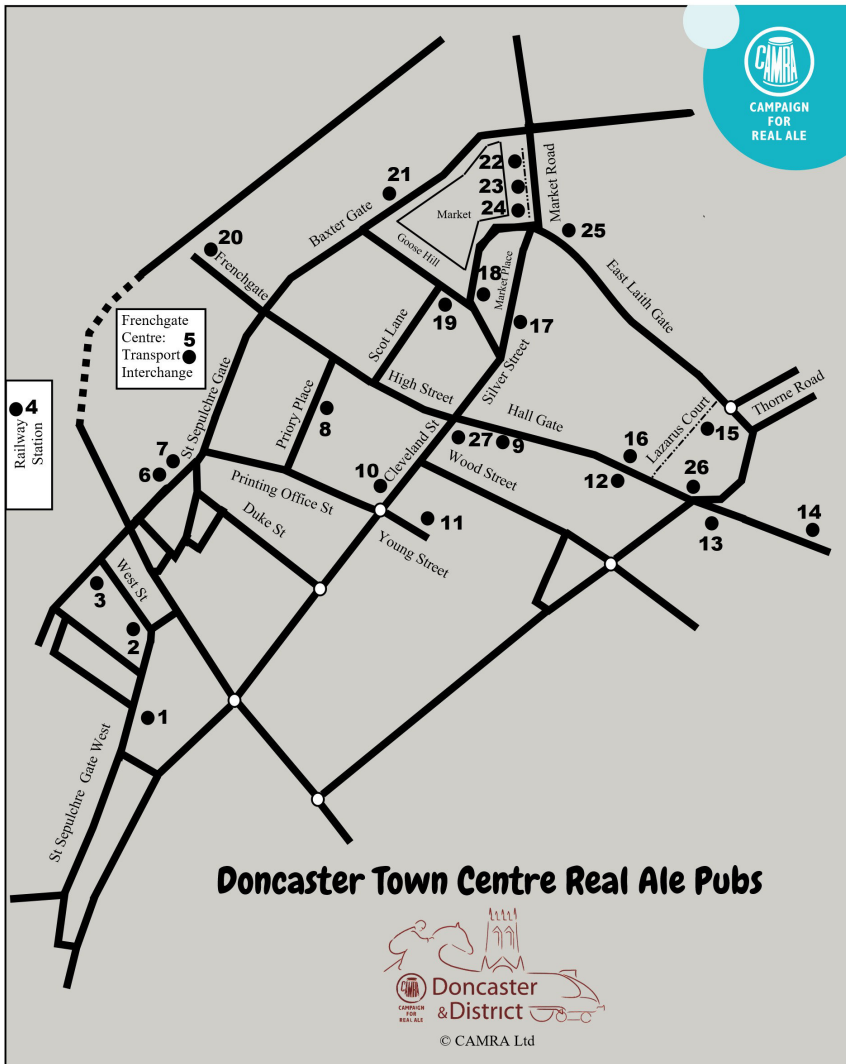 CAMRA
CAMPAIGN
FOR
REAL ALE
22
Market Road
21
23
Baxter Gate
Market
24
20
25
Goose Hill
Frenchgate
18
Market Place
East Laith Gate
19
17
Frenchgate
Centre: 5
Transport
Interchange
Scot Lane
Silver Street
St Sepulchre Gate
High Street
Thorne Road
4
Railway
Station
Priory Place
8
Hall Gate
Lazarus Court
15
Cleveland St
27
9
16
7
6
Wood Street
10
12
26
Printing Office St
Duke St
11
14
13
Young Street
West St
3
2
1
St Sepulchre Gate West
Doncaster Town Centre Real Ale Pubs
CAMRA
CAMPAIGN
FOR
REAL ALE
Doncaster
& District
© CAMRA Ltd